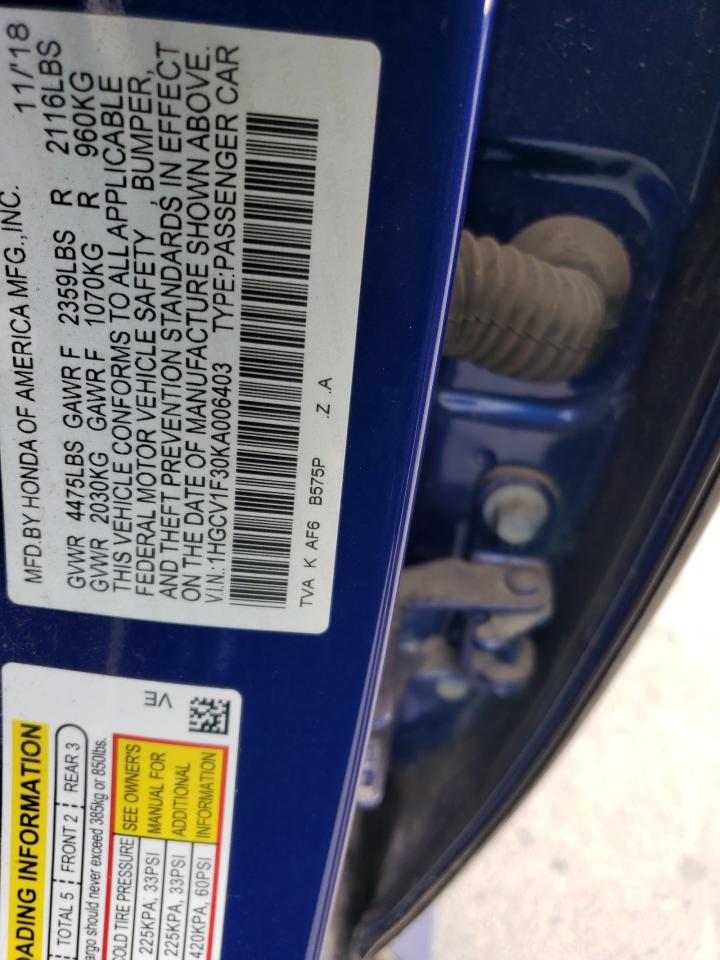 MFD.BY HONDA OF AMERICA MFG.,INC. 11/'18
GVWR 4475LBS GAWR F 2359LBS R 2116LBS
GVWR 2030KG GAWR F 1070KG R 960KG
THIS VEHICLE CONFORMS TO ALL APPLICABLE
FEDERAL MOTOR VEHICLE SAFETY , BUMPER,
AND THEFT PREVENTION STANDARDS IN EFFECT
ON THE DATE OF MANUFACTURE SHOWN ABOVE.
V.I.N.:1HGCV1F30KA006403 TYPE:PASSENGER CAR
TVA K AF6 B575P .Z .A
INFORMATION
TOTAL 5 FRONT 2 REAR 3
should never exceed 385kg or 850lbs.
COLD TIRE PRESSURE
225KPA, 33PSI
225KPA, 33PSI
420KPA, 60PSI
SEE OWNER'S
MANUAL FOR
ADDITIONAL
INFORMATION
VE